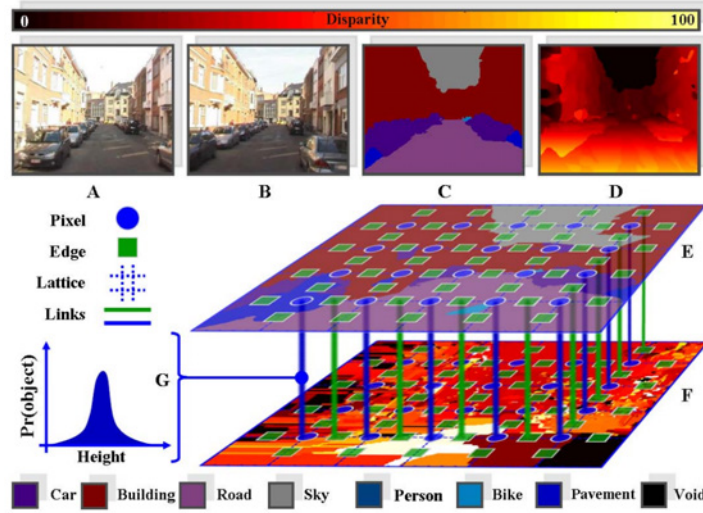 0 Disparity 100
A B C D
Pixel
Edge
Lattice
Links
E
G
F
Pr(object)
Height
Car Building Road Sky Person Bike Pavement Void